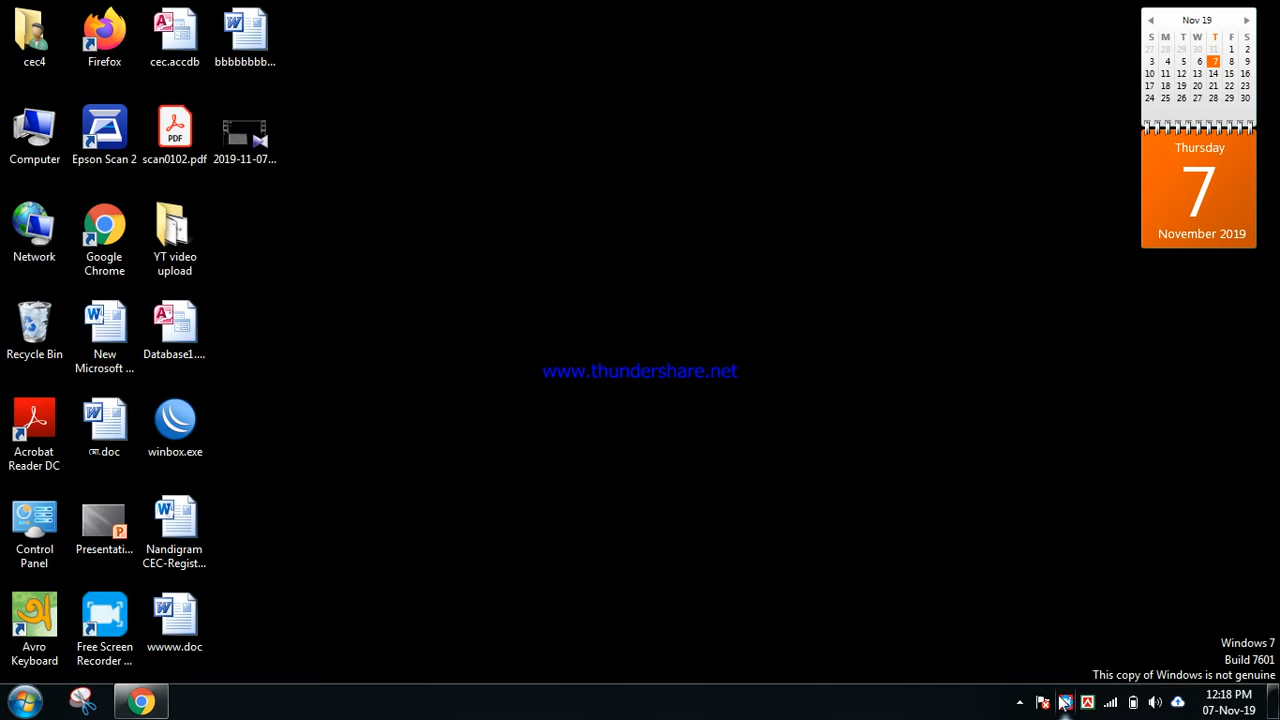 cec4
Firefox
cec.accdb
bbbbbbbb...
Computer
Epson Scan 2
scan0102.pdf
PDF
2019-11-07...
Network
Google
Chrome
YT video
upload
Recycle Bin
New
Microsoft ...
Database1....
Acrobat
Reader DC
মো.doc
winbox.exe
Control
Panel
Presentati...
Nandigram
CEC-Regist...
অ
Avro
Keyboard
Free Screen
Recorder ...
wwww.doc
www.thundershare.net
Nov 19
S M T W T F S
27 28 29 30 31 1 2
3 4 5 6 7 8 9
10 11 12 13 14 15 16
17 18 19 20 21 22 23
24 25 26 27 28 29 30
Thursday
7
November 2019
Windows 7
Build 7601
This copy of Windows is not genuine
12:18 PM
07-Nov-19